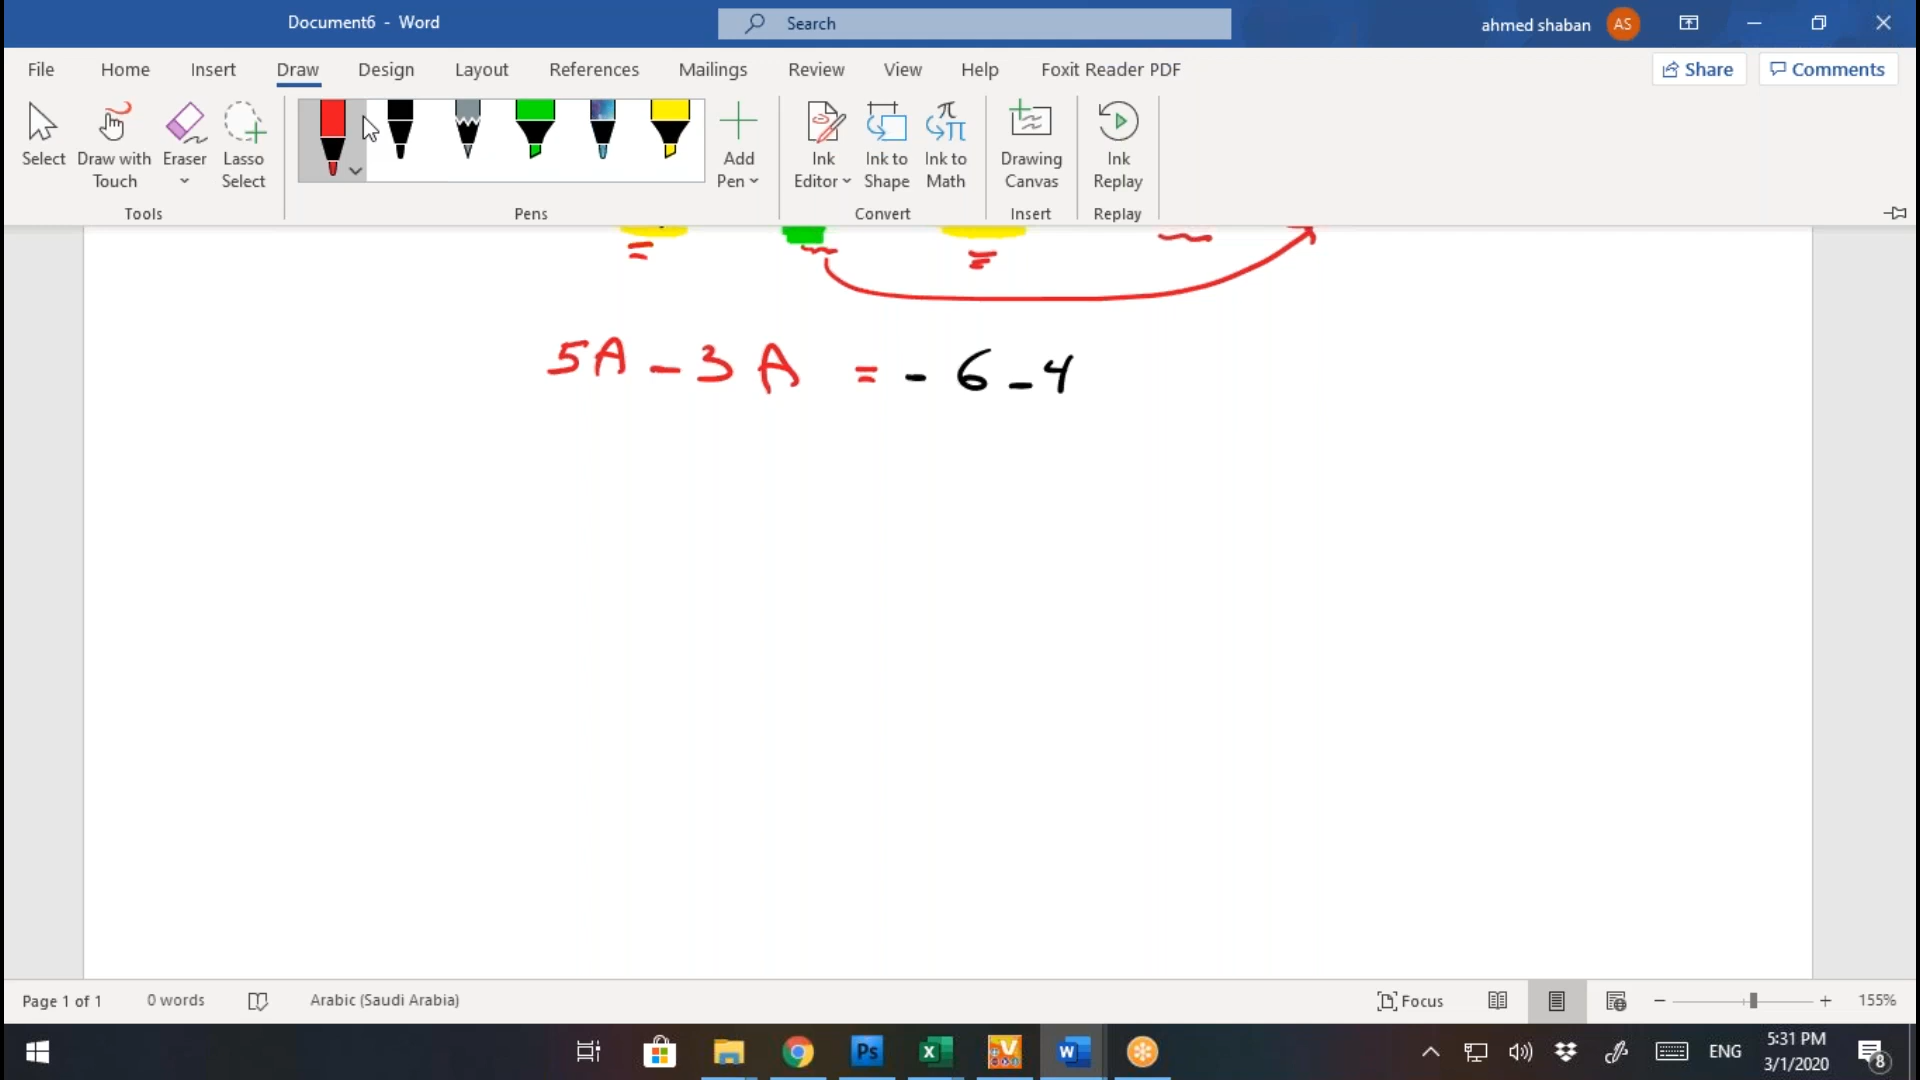 Document6 - Word
Search
ahmed shaban
AS
File Home Insert Draw Design Layout References Mailings Review View Help Foxit Reader PDF
Share
Comments
Select
Draw with Touch
Eraser
Lasso Select
Add Pen
Ink Editor
Ink to Shape
Ink to Math
Drawing Canvas
Ink Replay
Tools
Pens
Convert
Insert
Replay
5A - 3A = - 6 - 4
Page 1 of 1
0 words
Arabic (Saudi Arabia)
Focus
155%
Ps
ENG
5:31 PM
3/1/2020
8